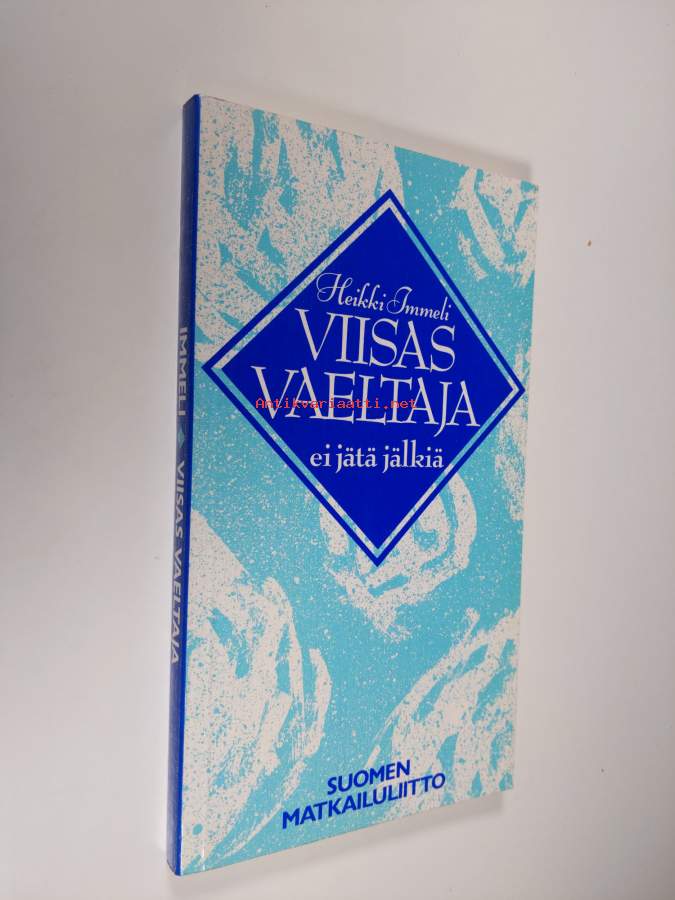 Heikki Immeli
VIISAS
VAELTAJA
Antikvariaatti.net
ei jätä jälkiä
SUOMEN
MATKAILULIITTO
IMMELI VIISAS VAELTAJA